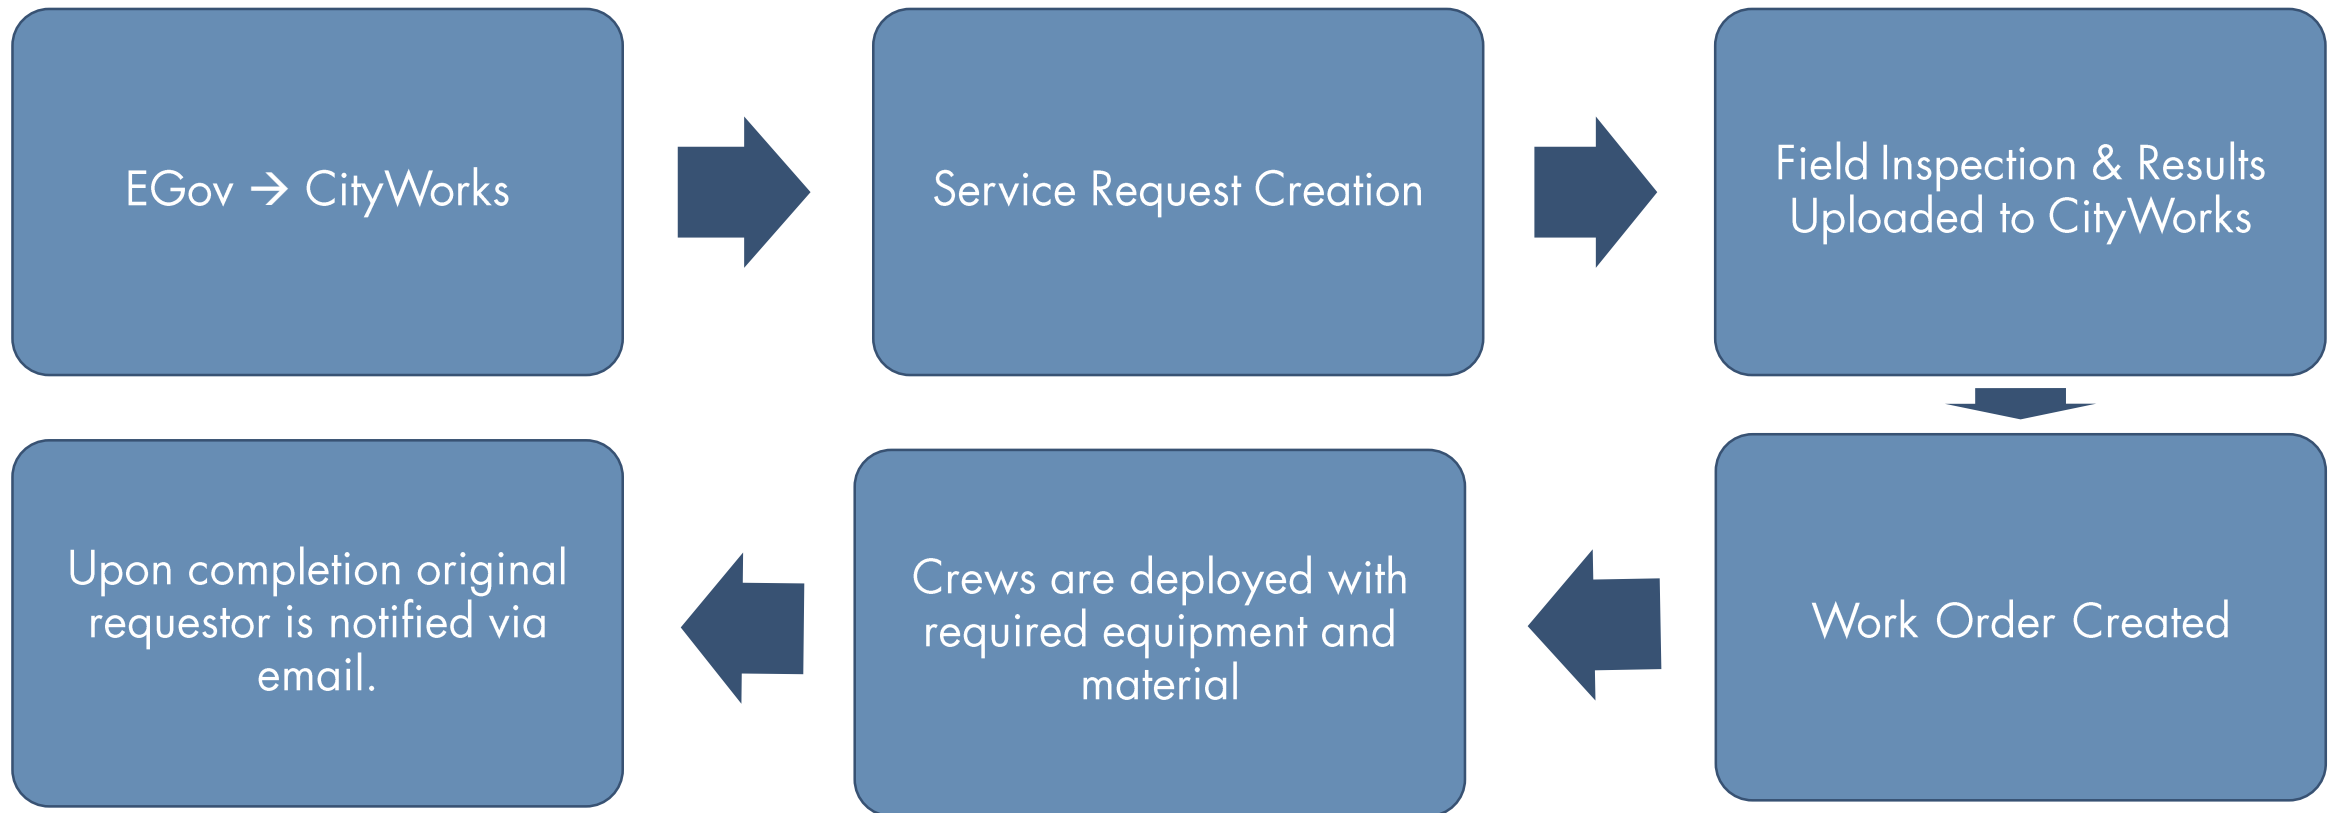 EGov → CityWorks
Service Request Creation
Field Inspection & Results
Uploaded to CityWorks
Work Order Created
Crews are deployed with
required equipment and
material
Upon completion original
requestor is notified via
email.